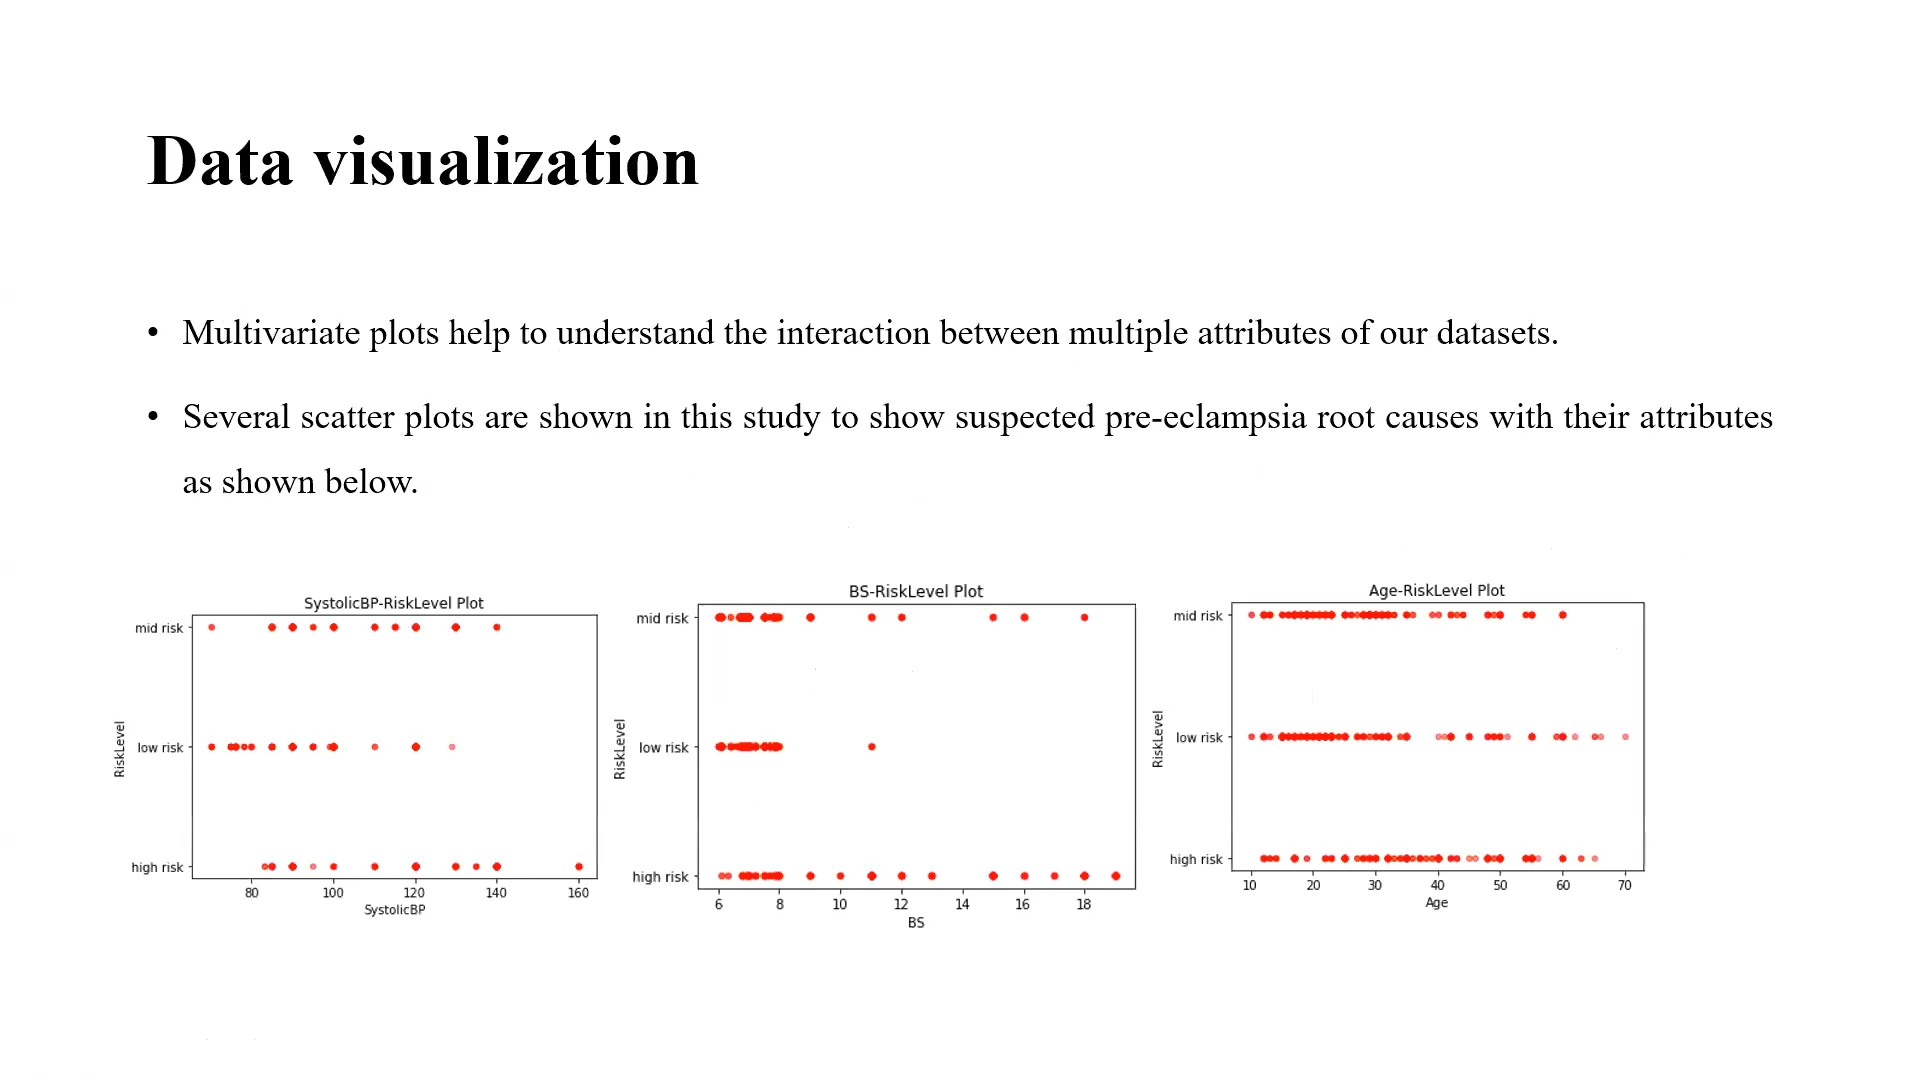 Data visualization
• Multivariate plots help to understand the interaction between multiple attributes of our datasets.
• Several scatter plots are shown in this study to show suspected pre-eclampsia root causes with their attributes
as shown below.
SystolicBP-RiskLevel Plot
mid risk
low risk
high risk
RiskLevel
80 100 120 140 160
SystolicBP
BS-RiskLevel Plot
mid risk
low risk
high risk
RiskLevel
6 8 10 12 14 16 18
BS
Age-RiskLevel Plot
mid risk
low risk
high risk
RiskLevel
10 20 30 40 50 60 70
Age